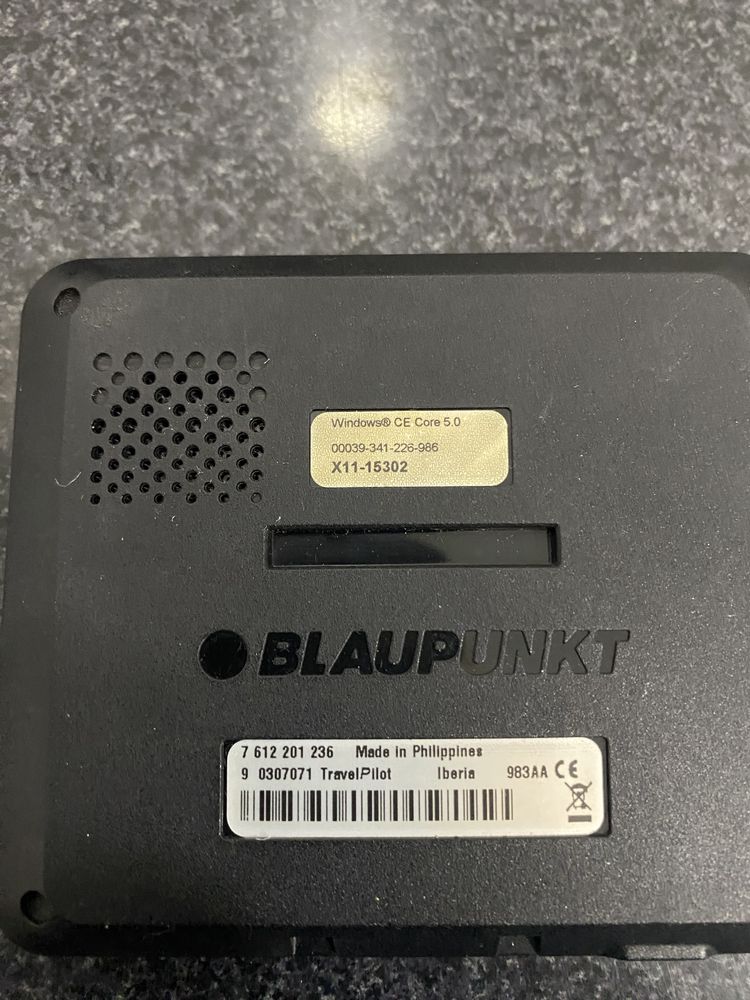 Windows® CE Core 5.0
00039-341-226-986
X11-15302
BLAUPUNKT
7 612 201 236 Made in Philippines
9 0307071 TravelPilot Iberia 983AA CE